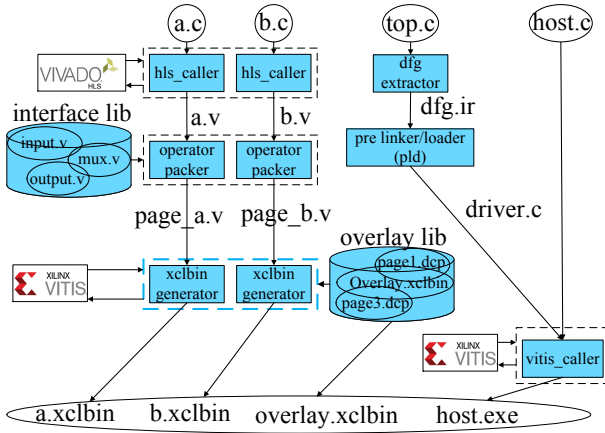 a.c
b.c
top.c
host.c
VIVADO.
HLS
hls_caller
hls_caller
dfg
extractor
interface lib
a.v
b.v
dfg.ir
input.v
mux.v
output.v
operator
packer
operator
packer
pre linker/loader
(pld)
page_a.v
page_b.v
driver.c
overlay lib
page1.dcp
Overlay.xclbin
page3.dcp
XILINX
VITIS
xclbin
generator
xclbin
generator
XILINX
VITIS
vitis_caller
a.xclbin
b.xclbin
overlay.xclbin
host.exe